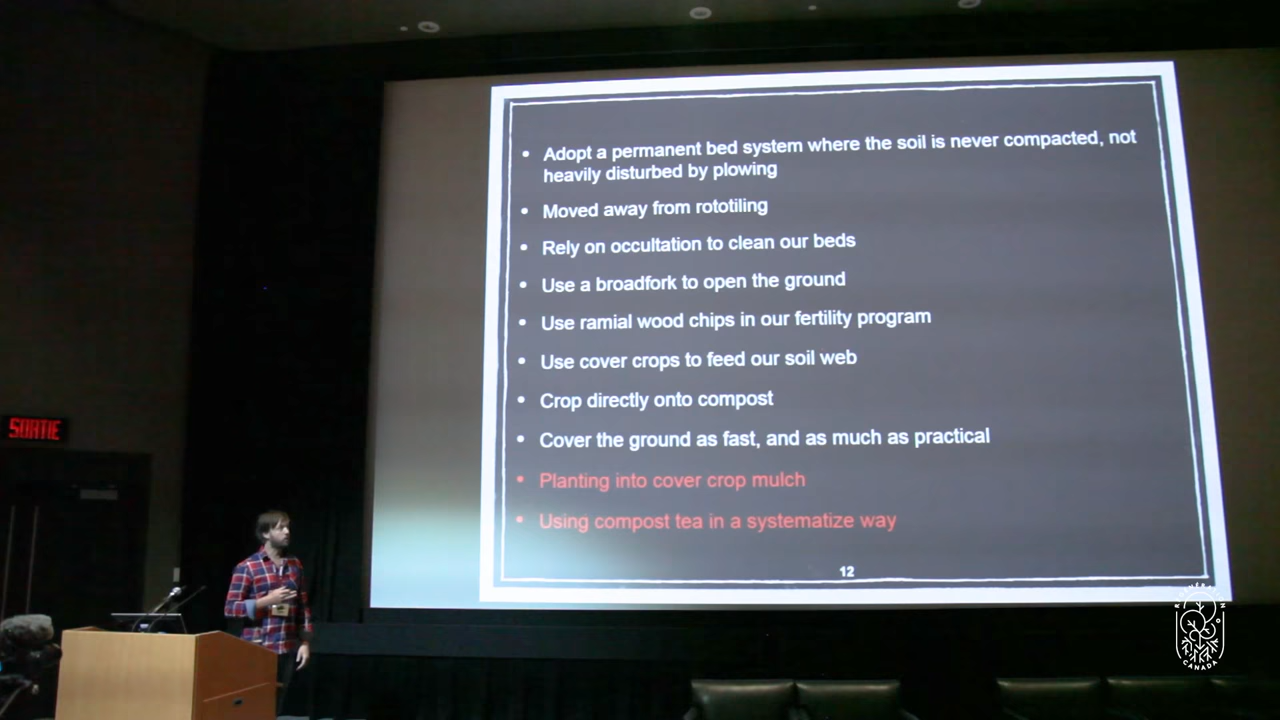 • Adopt a permanent bed system where the soil is never compacted, not
heavily disturbed by plowing
• Moved away from rototiling
• Rely on occultation to clean our beds
• Use a broadfork to open the ground
• Use ramial wood chips in our fertility program
• Use cover crops to feed our soil web
• Crop directly onto compost
• Cover the ground as fast, and as much as practical
• Planting into cover crop mulch
• Using compost tea in a systematize way
12
SORTIE
REGENERATION
CANADA